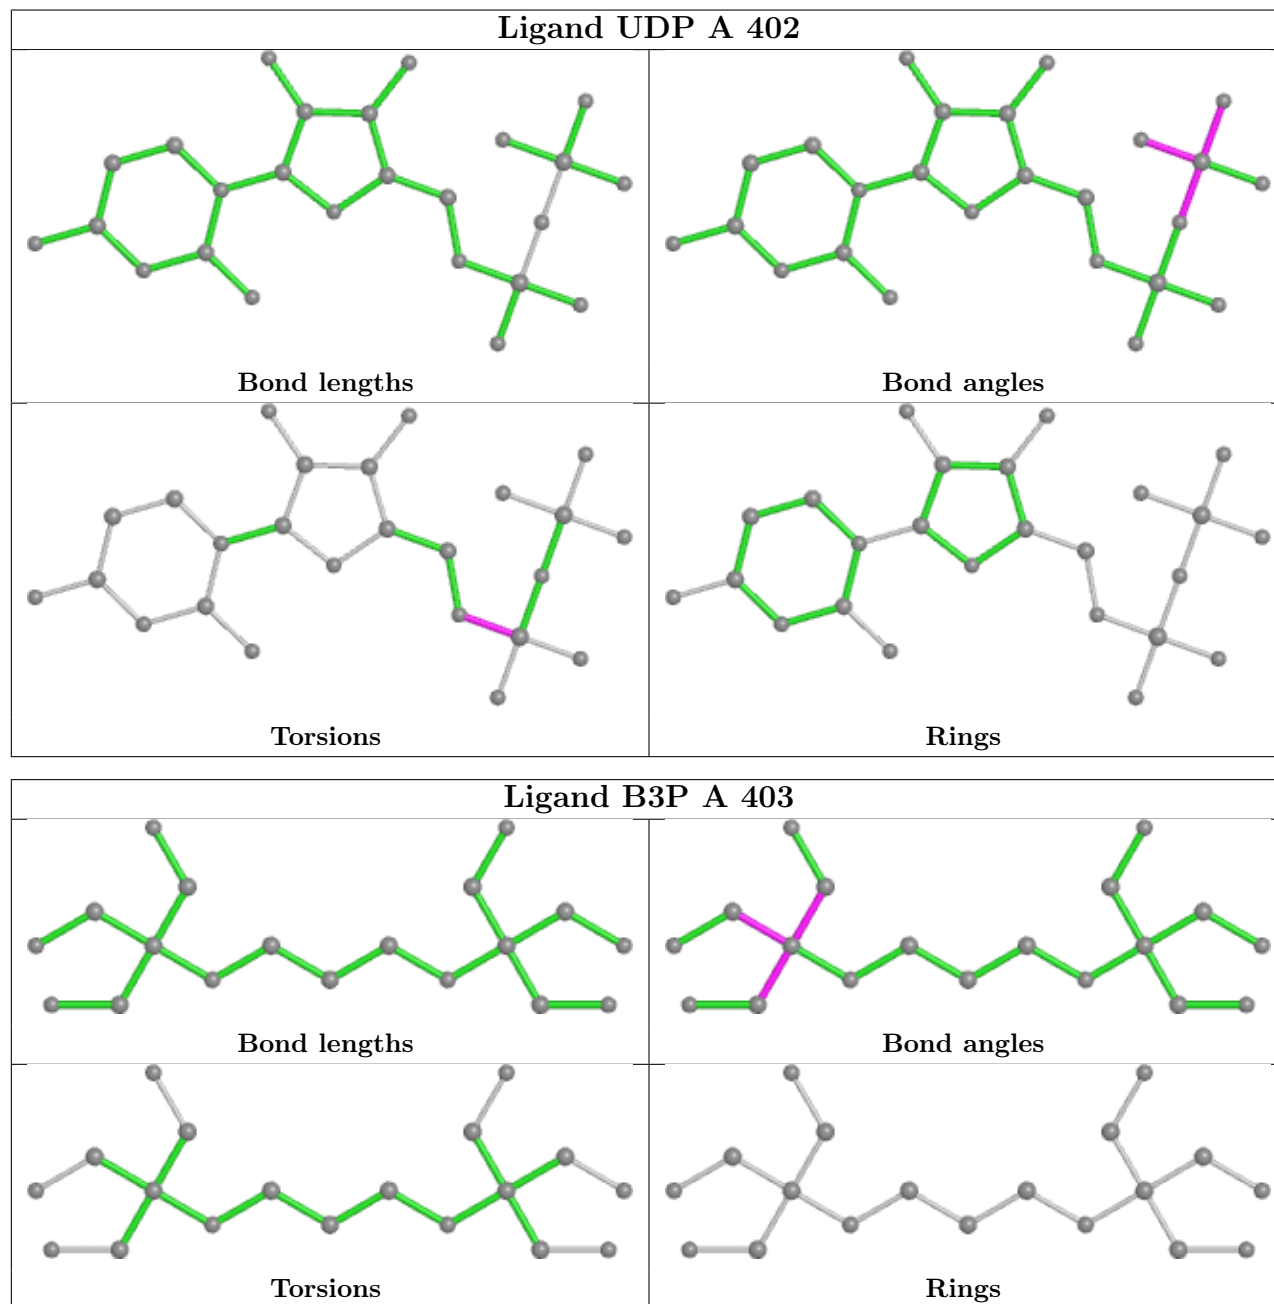 Ligand UDP A 402
Bond lengths
Bond angles
Torsions
Rings
Ligand B3P A 403
Bond lengths
Bond angles
Torsions
Rings